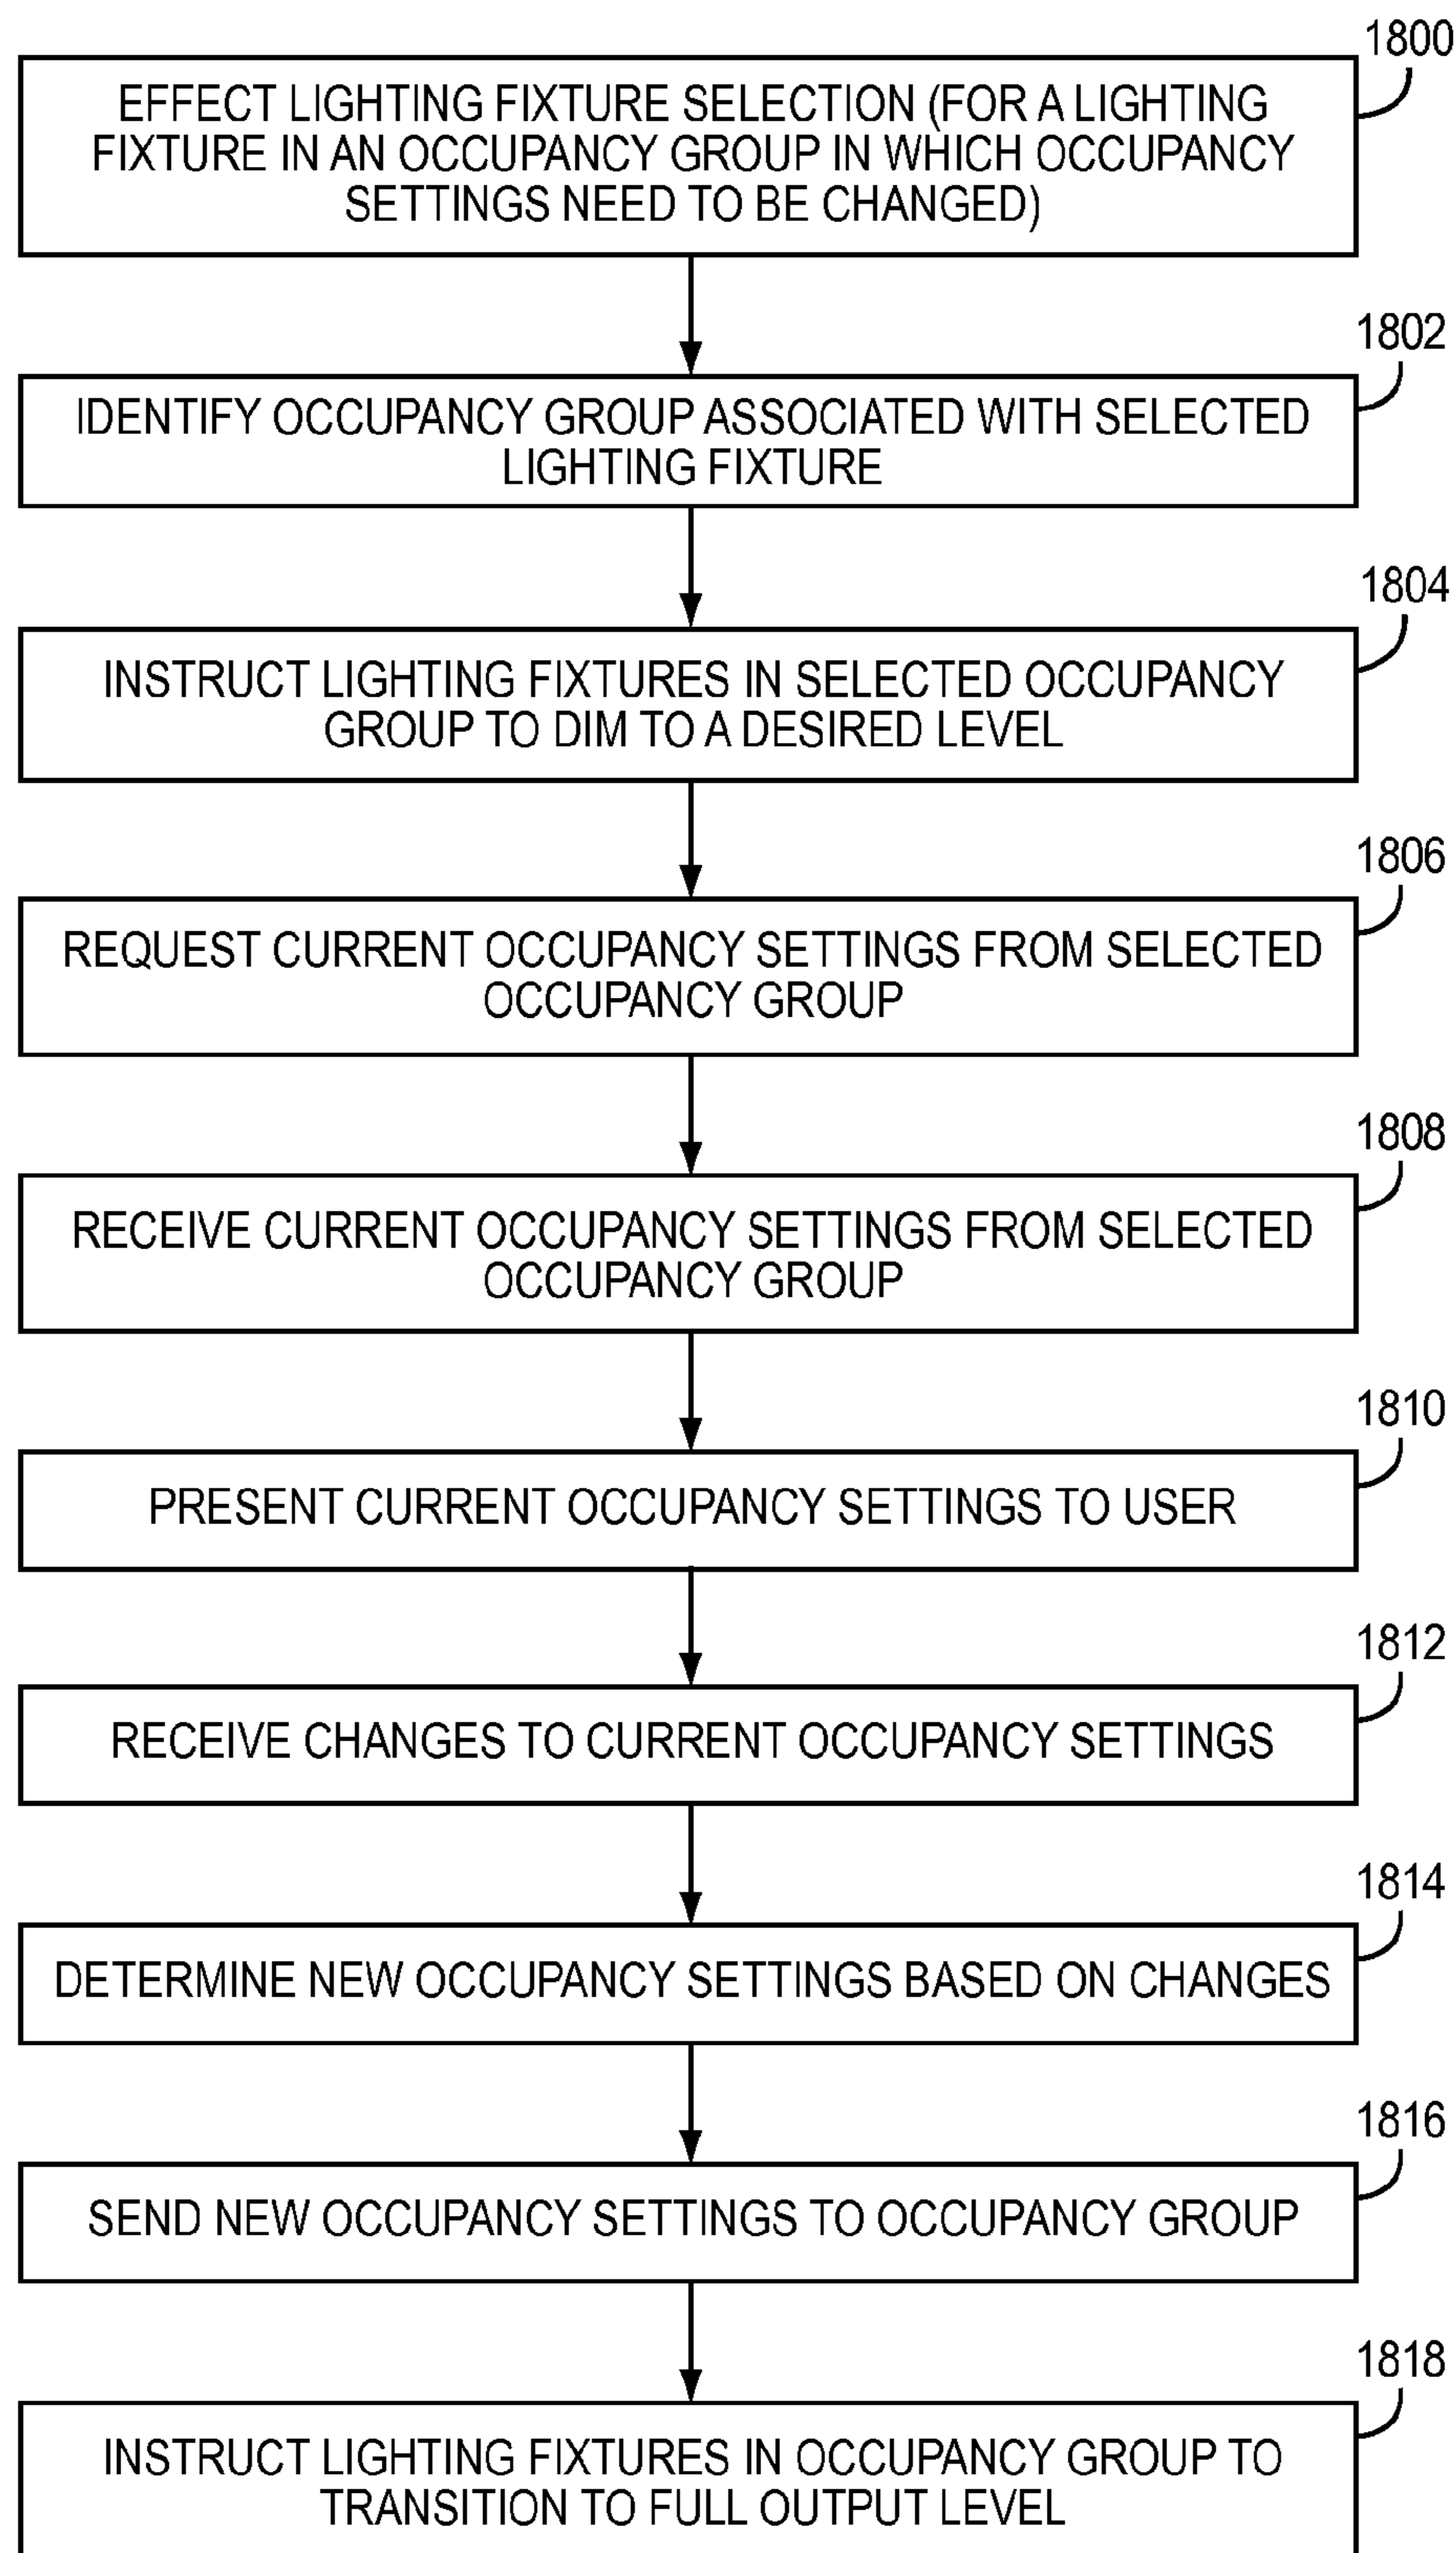 1800
EFFECT LIGHTING FIXTURE SELECTION (FOR A LIGHTING
FIXTURE IN AN OCCUPANCY GROUP IN WHICH OCCUPANCY
SETTINGS NEED TO BE CHANGED)
1802
IDENTIFY OCCUPANCY GROUP ASSOCIATED WITH SELECTED
LIGHTING FIXTURE
1804
INSTRUCT LIGHTING FIXTURES IN SELECTED OCCUPANCY
GROUP TO DIM TO A DESIRED LEVEL
1806
REQUEST CURRENT OCCUPANCY SETTINGS FROM SELECTED
OCCUPANCY GROUP
1808
RECEIVE CURRENT OCCUPANCY SETTINGS FROM SELECTED
OCCUPANCY GROUP
1810
PRESENT CURRENT OCCUPANCY SETTINGS TO USER
1812
RECEIVE CHANGES TO CURRENT OCCUPANCY SETTINGS
1814
DETERMINE NEW OCCUPANCY SETTINGS BASED ON CHANGES
1816
SEND NEW OCCUPANCY SETTINGS TO OCCUPANCY GROUP
1818
INSTRUCT LIGHTING FIXTURES IN OCCUPANCY GROUP TO
TRANSITION TO FULL OUTPUT LEVEL